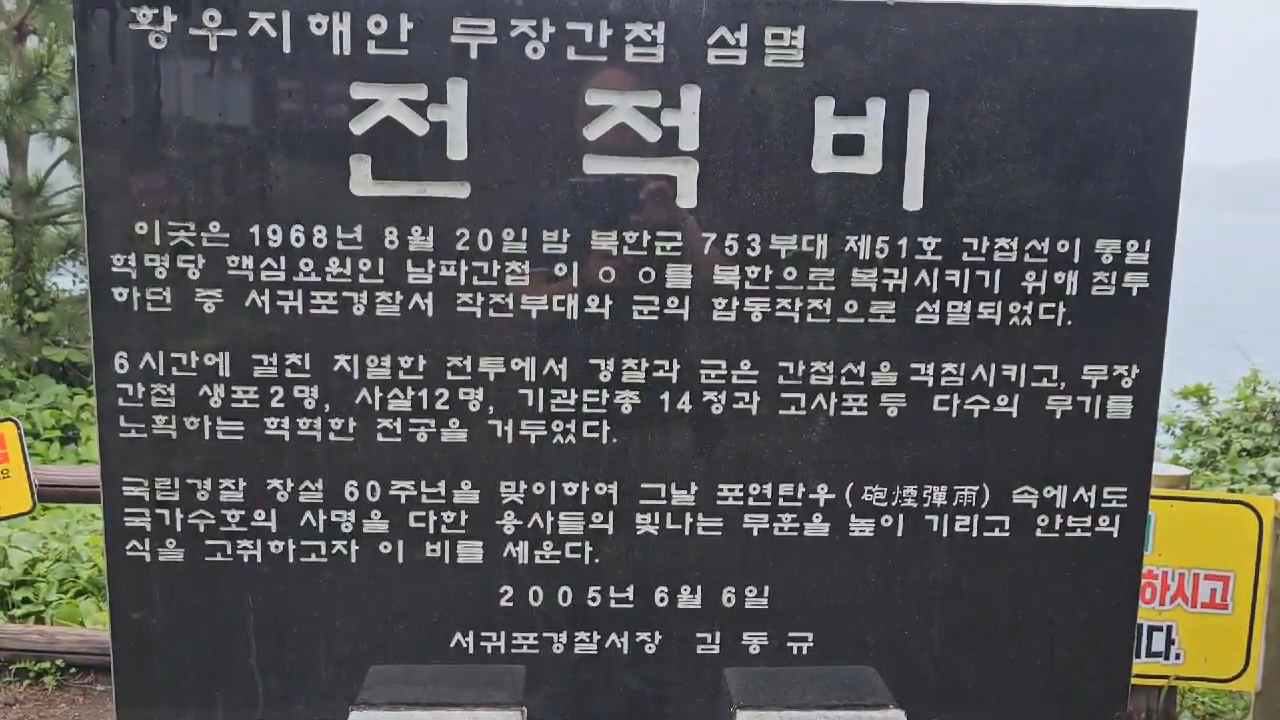 황우지해안 무장간첩 섬멸
전적비
이곳은 1968년 8월 20일 밤 북한군 753부대 제51호 간첩선이 통일
혁명당 핵심요원인 남파간첩 이 ㅇ ㅇ를 북한으로 복귀시키기 위해 침투
하던 중 서귀포경찰서 작전부대와 군의 합동작전으로 섬멸되었다.
6시간에 걸친 치열한 전투에서 경찰과 군은 간첩선을 격침시키고, 무장
간첩 생포2명, 사살12명, 기관단총 14정과 고사포등 다수의 무기를
노획하는 혁혁한 전공을 거두었다.
국립경찰 창설 60주년을 맞이하여 그날 포연탄우(砲煙彈雨) 속에서도
국가수호의 사명을 다한 용사들의 빛나는 무훈을 높이 기리고 안보의
식을 고취하고자 이 비를 세운다.
2005년 6월 6일
서귀포경찰서장 김동규
하시고
다.